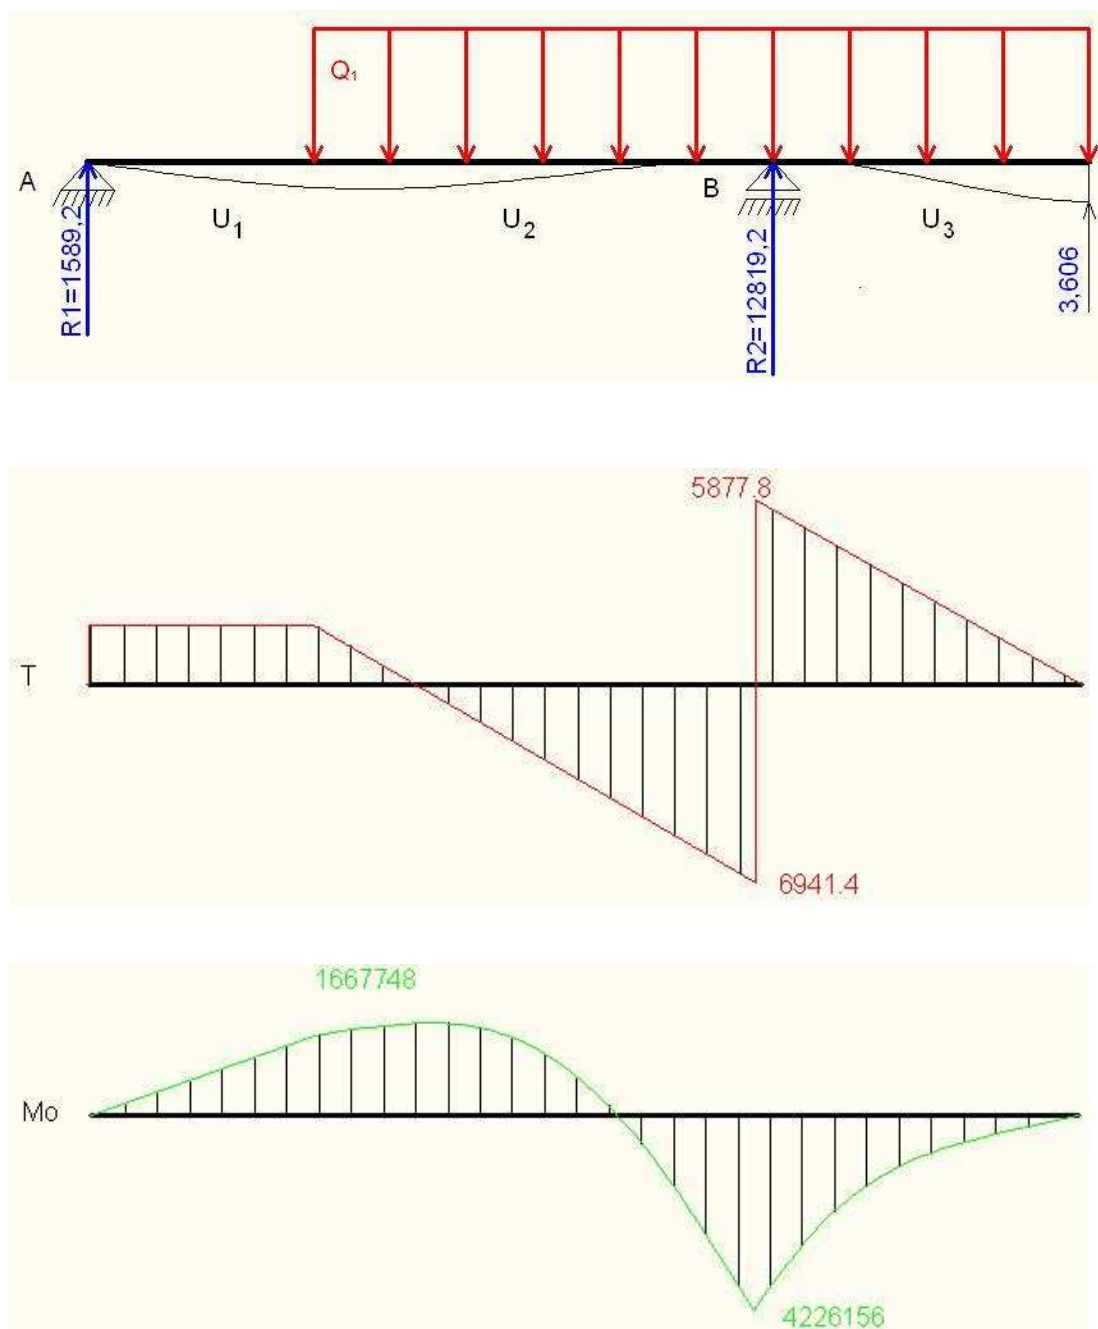 Q₁
A
B
U₁
U₂
U₃
R1=1589,2
R2=12819,2
3,606
5877.8
T
6941.4
1667748
Mo
4226156